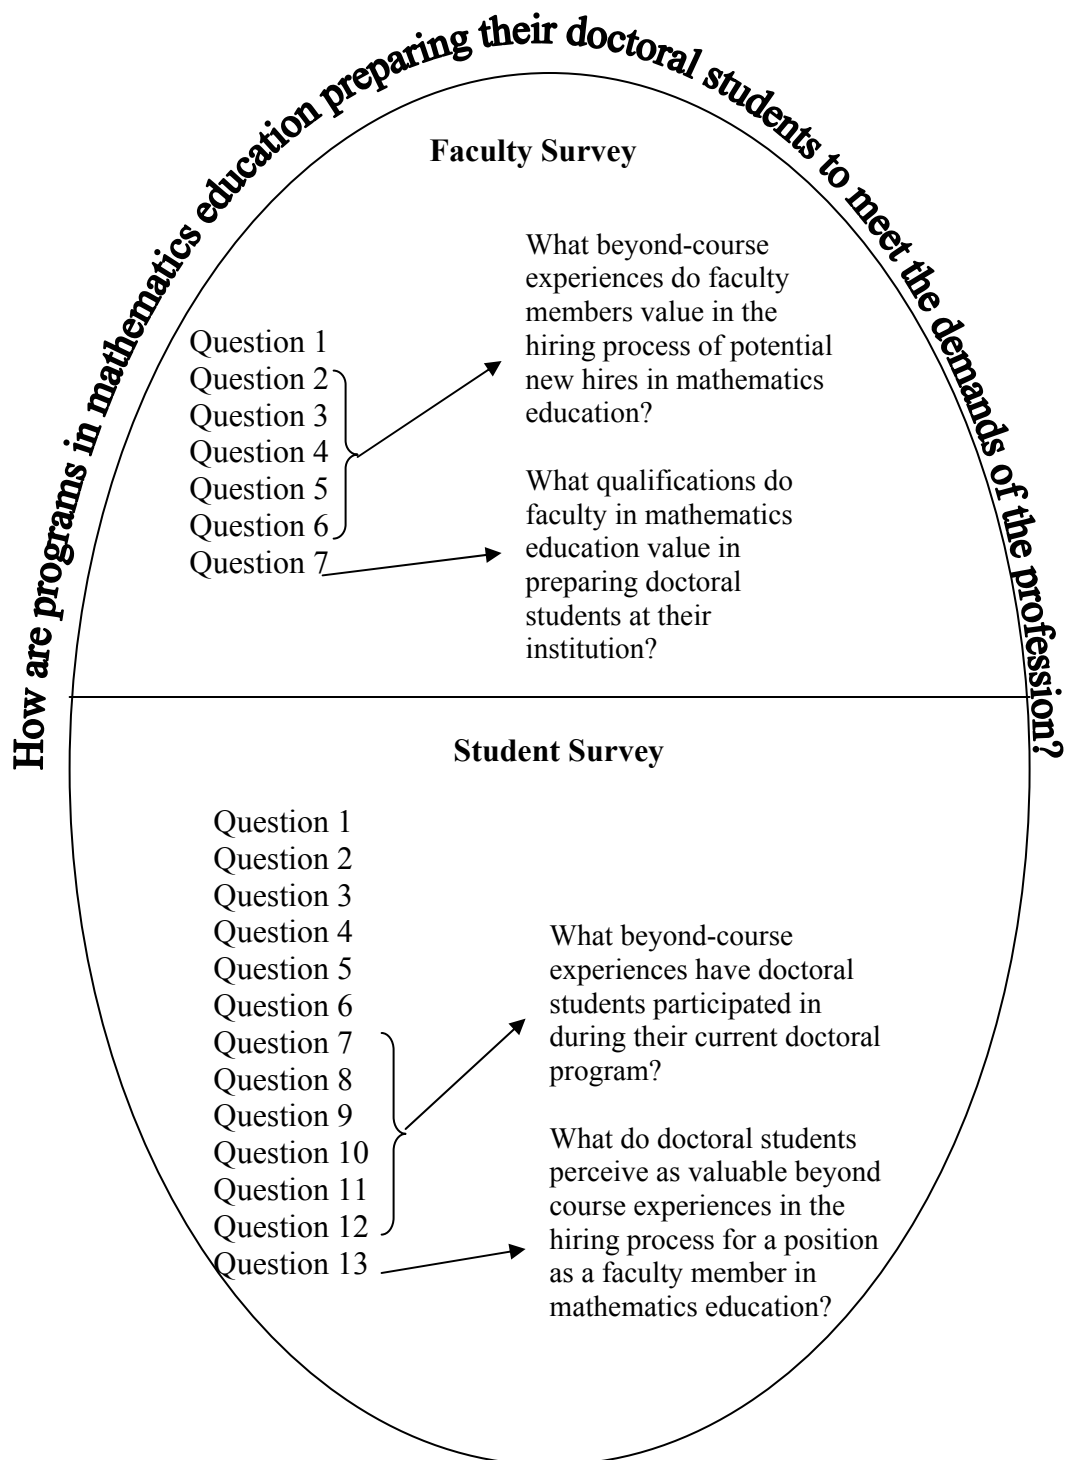 How are programs in mathematics education preparing their doctoral students to meet the demands of the profession?
Faculty Survey
Question 1
Question 2
Question 3
Question 4
Question 5
Question 6
Question 7
What beyond-course
experiences do faculty
members value in the
hiring process of potential
new hires in mathematics
education?
What qualifications do
faculty in mathematics
education value in
preparing doctoral
students at their
institution?
Student Survey
Question 1
Question 2
Question 3
Question 4
Question 5
Question 6
Question 7
Question 8
Question 9
Question 10
Question 11
Question 12
Question 13
What beyond-course
experiences have doctoral
students participated in
during their current doctoral
program?
What do doctoral students
perceive as valuable beyond
course experiences in the
hiring process for a position
as a faculty member in
mathematics education?